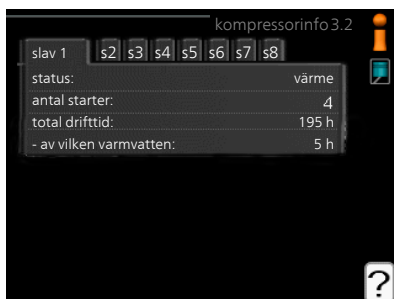 kompressorinfo 3.2
slav 1 s2 s3 s4 s5 s6 s7 s8
status: värme
antal starter: 4
total drifttid: 195 h
- av vilken varmvatten: 5 h
?